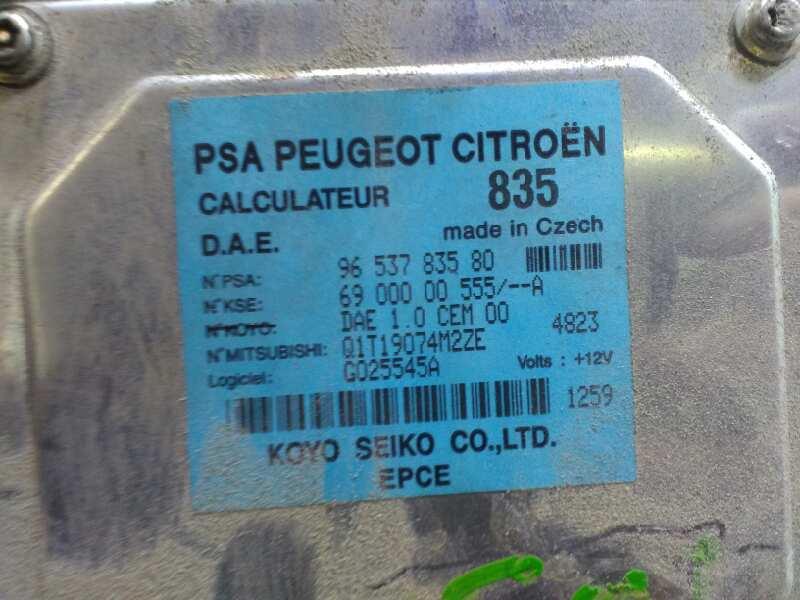 PSA PEUGEOT CITROËN
CALCULATEUR 835
D.A.E. made in Czech
N°PSA: 96 537 835 80
N°KSE: 69 000 00 555/--A
N°KOYO: DAE 1.0 CEM 00 4823
N°MITSUBISHI: Q1T19074M2ZE
Logiciel: G025545A Volts : +12V
1259
KOYO SEIKO CO.,LTD.
EPCE